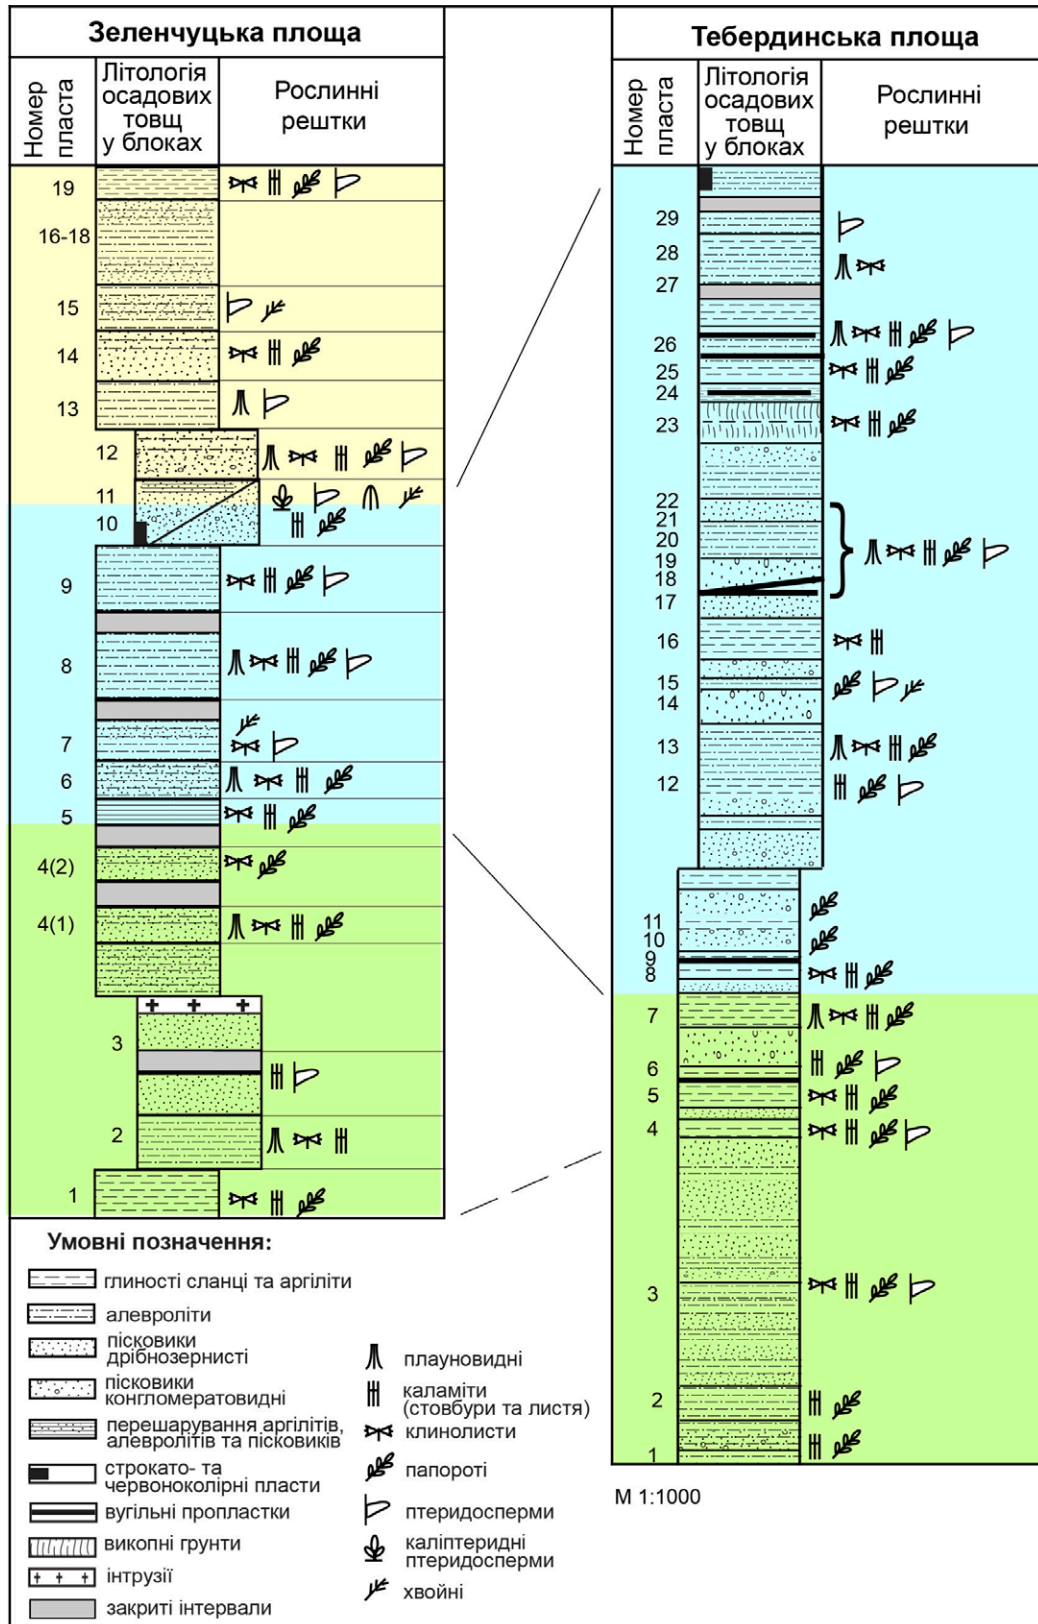 Зеленчуцька площа
Номер
пласта
Літологія
осадових
товщ
у блоках
Рослинні
рештки
19
16-18
15
14
13
12
11
10
9
8
7
6
5
4(2)
4(1)
3
2
1
Тебердинська площа
Номер
пласта
Літологія
осадових
товщ
у блоках
Рослинні
рештки
29
28
27
26
25
24
23
22
21
20
19
18
17
16
15
14
13
12
11
10
9
8
7
6
5
4
3
2
1
М 1:1000
Умовні позначення:
глиності сланці та аргіліти
алевроліти
пісковики
дрібнозернисті
пісковики
конгломератовидні
перешарування аргілітів,
алевролітів та пісковиків
строкато- та
червоноколірні пласти
вугільні пропластки
викопні грунти
інтрузії
закриті інтервали
плауновидні
каламіти
(стовбури та листя)
клинолисти
папороті
птеридосперми
каліптеридні
птеридосперми
хвойні